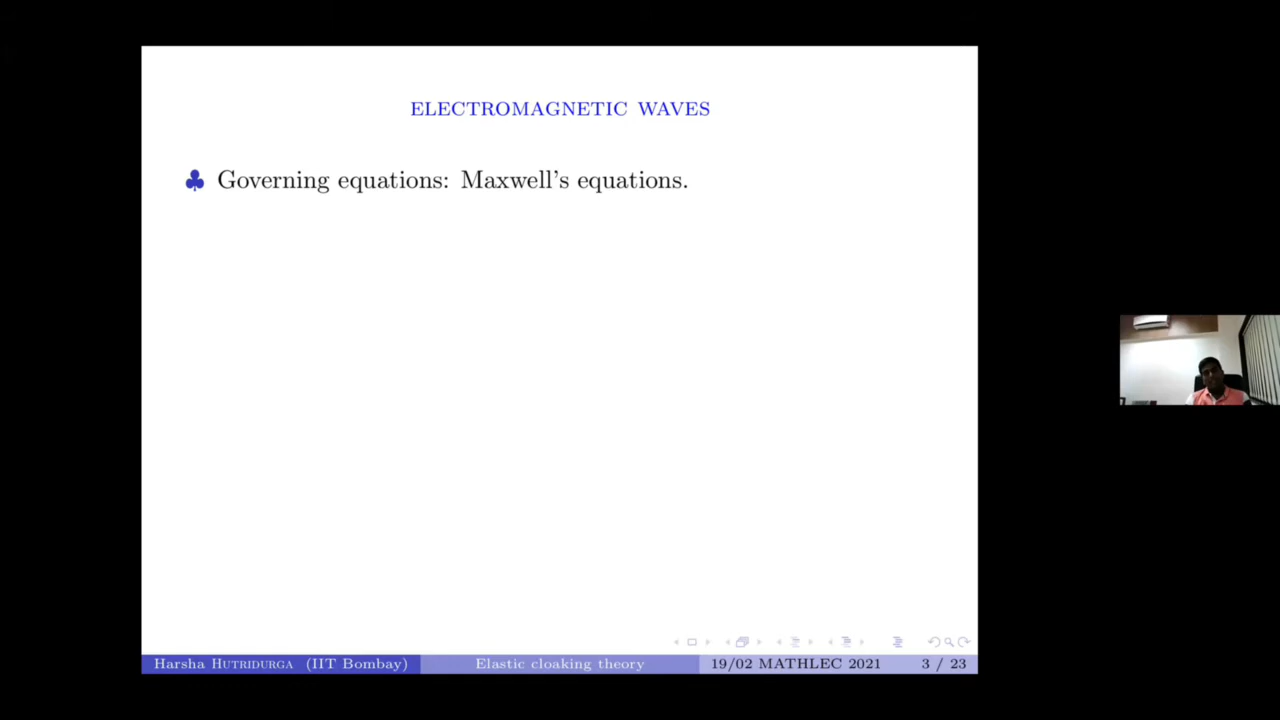 ELECTROMAGNETIC WAVES
♣ Governing equations: Maxwell's equations.
Harsha HUTRIDURGA (IIT Bombay) Elastic cloaking theory 19/02 MATHLEC 2021 3 / 23